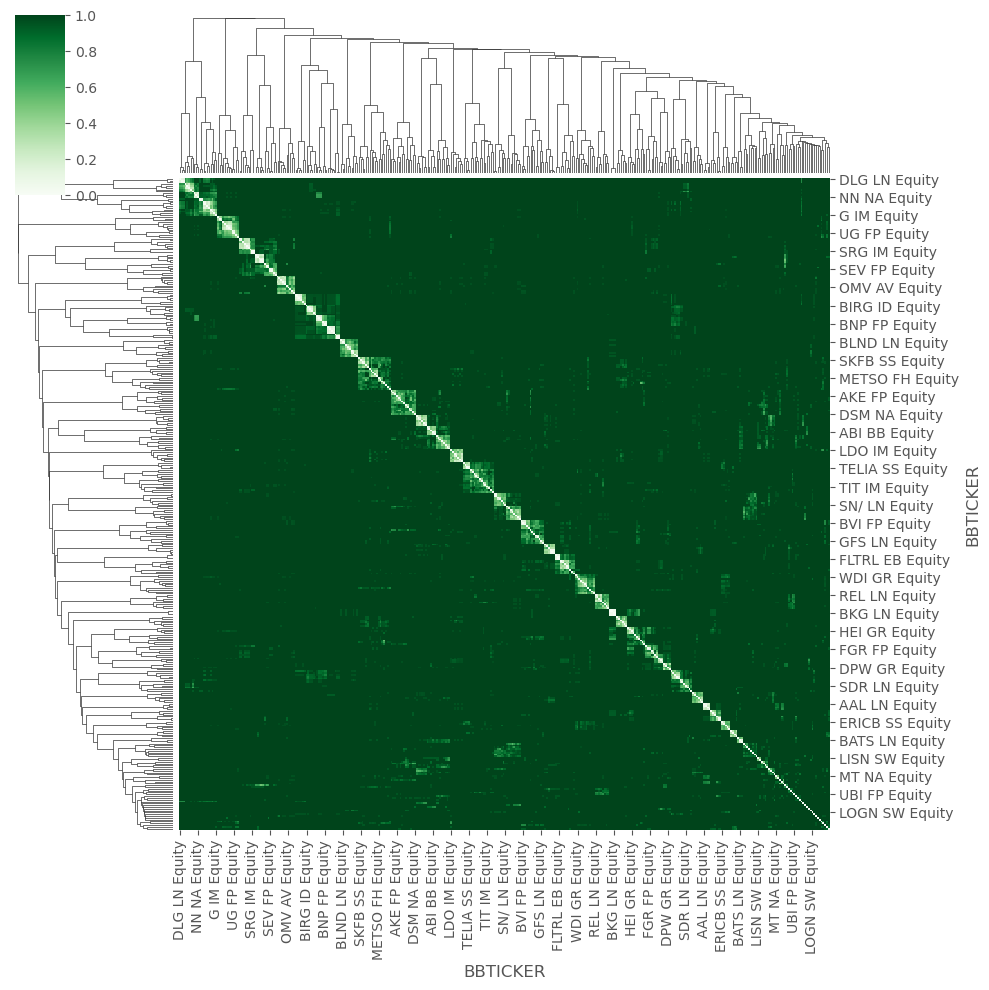 1.0
0.8
0.6
0.4
0.2
0.0
DLG LN Equity
NN NA Equity
G IM Equity
UG FP Equity
SRG IM Equity
SEV FP Equity
OMV AV Equity
BIRG ID Equity
BNP FP Equity
BLND LN Equity
SKFB SS Equity
METSO FH Equity
AKE FP Equity
DSM NA Equity
ABI BB Equity
LDO IM Equity
TELIA SS Equity
TIT IM Equity
SN/ LN Equity
BVI FP Equity
GFS LN Equity
FLTRL EB Equity
WDI GR Equity
REL LN Equity
BKG LN Equity
HEI GR Equity
FGR FP Equity
DPW GR Equity
SDR LN Equity
AAL LN Equity
ERICB SS Equity
BATS LN Equity
LISN SW Equity
MT NA Equity
UBI FP Equity
LOGN SW Equity
BBTICKER
DLG LN Equity
NN NA Equity
G IM Equity
UG FP Equity
SRG IM Equity
SEV FP Equity
OMV AV Equity
BIRG ID Equity
BNP FP Equity
BLND LN Equity
SKFB SS Equity
METSO FH Equity
AKE FP Equity
DSM NA Equity
ABI BB Equity
LDO IM Equity
TELIA SS Equity
TIT IM Equity
SN/ LN Equity
BVI FP Equity
GFS LN Equity
FLTRL EB Equity
WDI GR Equity
REL LN Equity
BKG LN Equity
HEI GR Equity
FGR FP Equity
DPW GR Equity
SDR LN Equity
AAL LN Equity
ERICB SS Equity
BATS LN Equity
LISN SW Equity
MT NA Equity
UBI FP Equity
LOGN SW Equity
BBTICKER